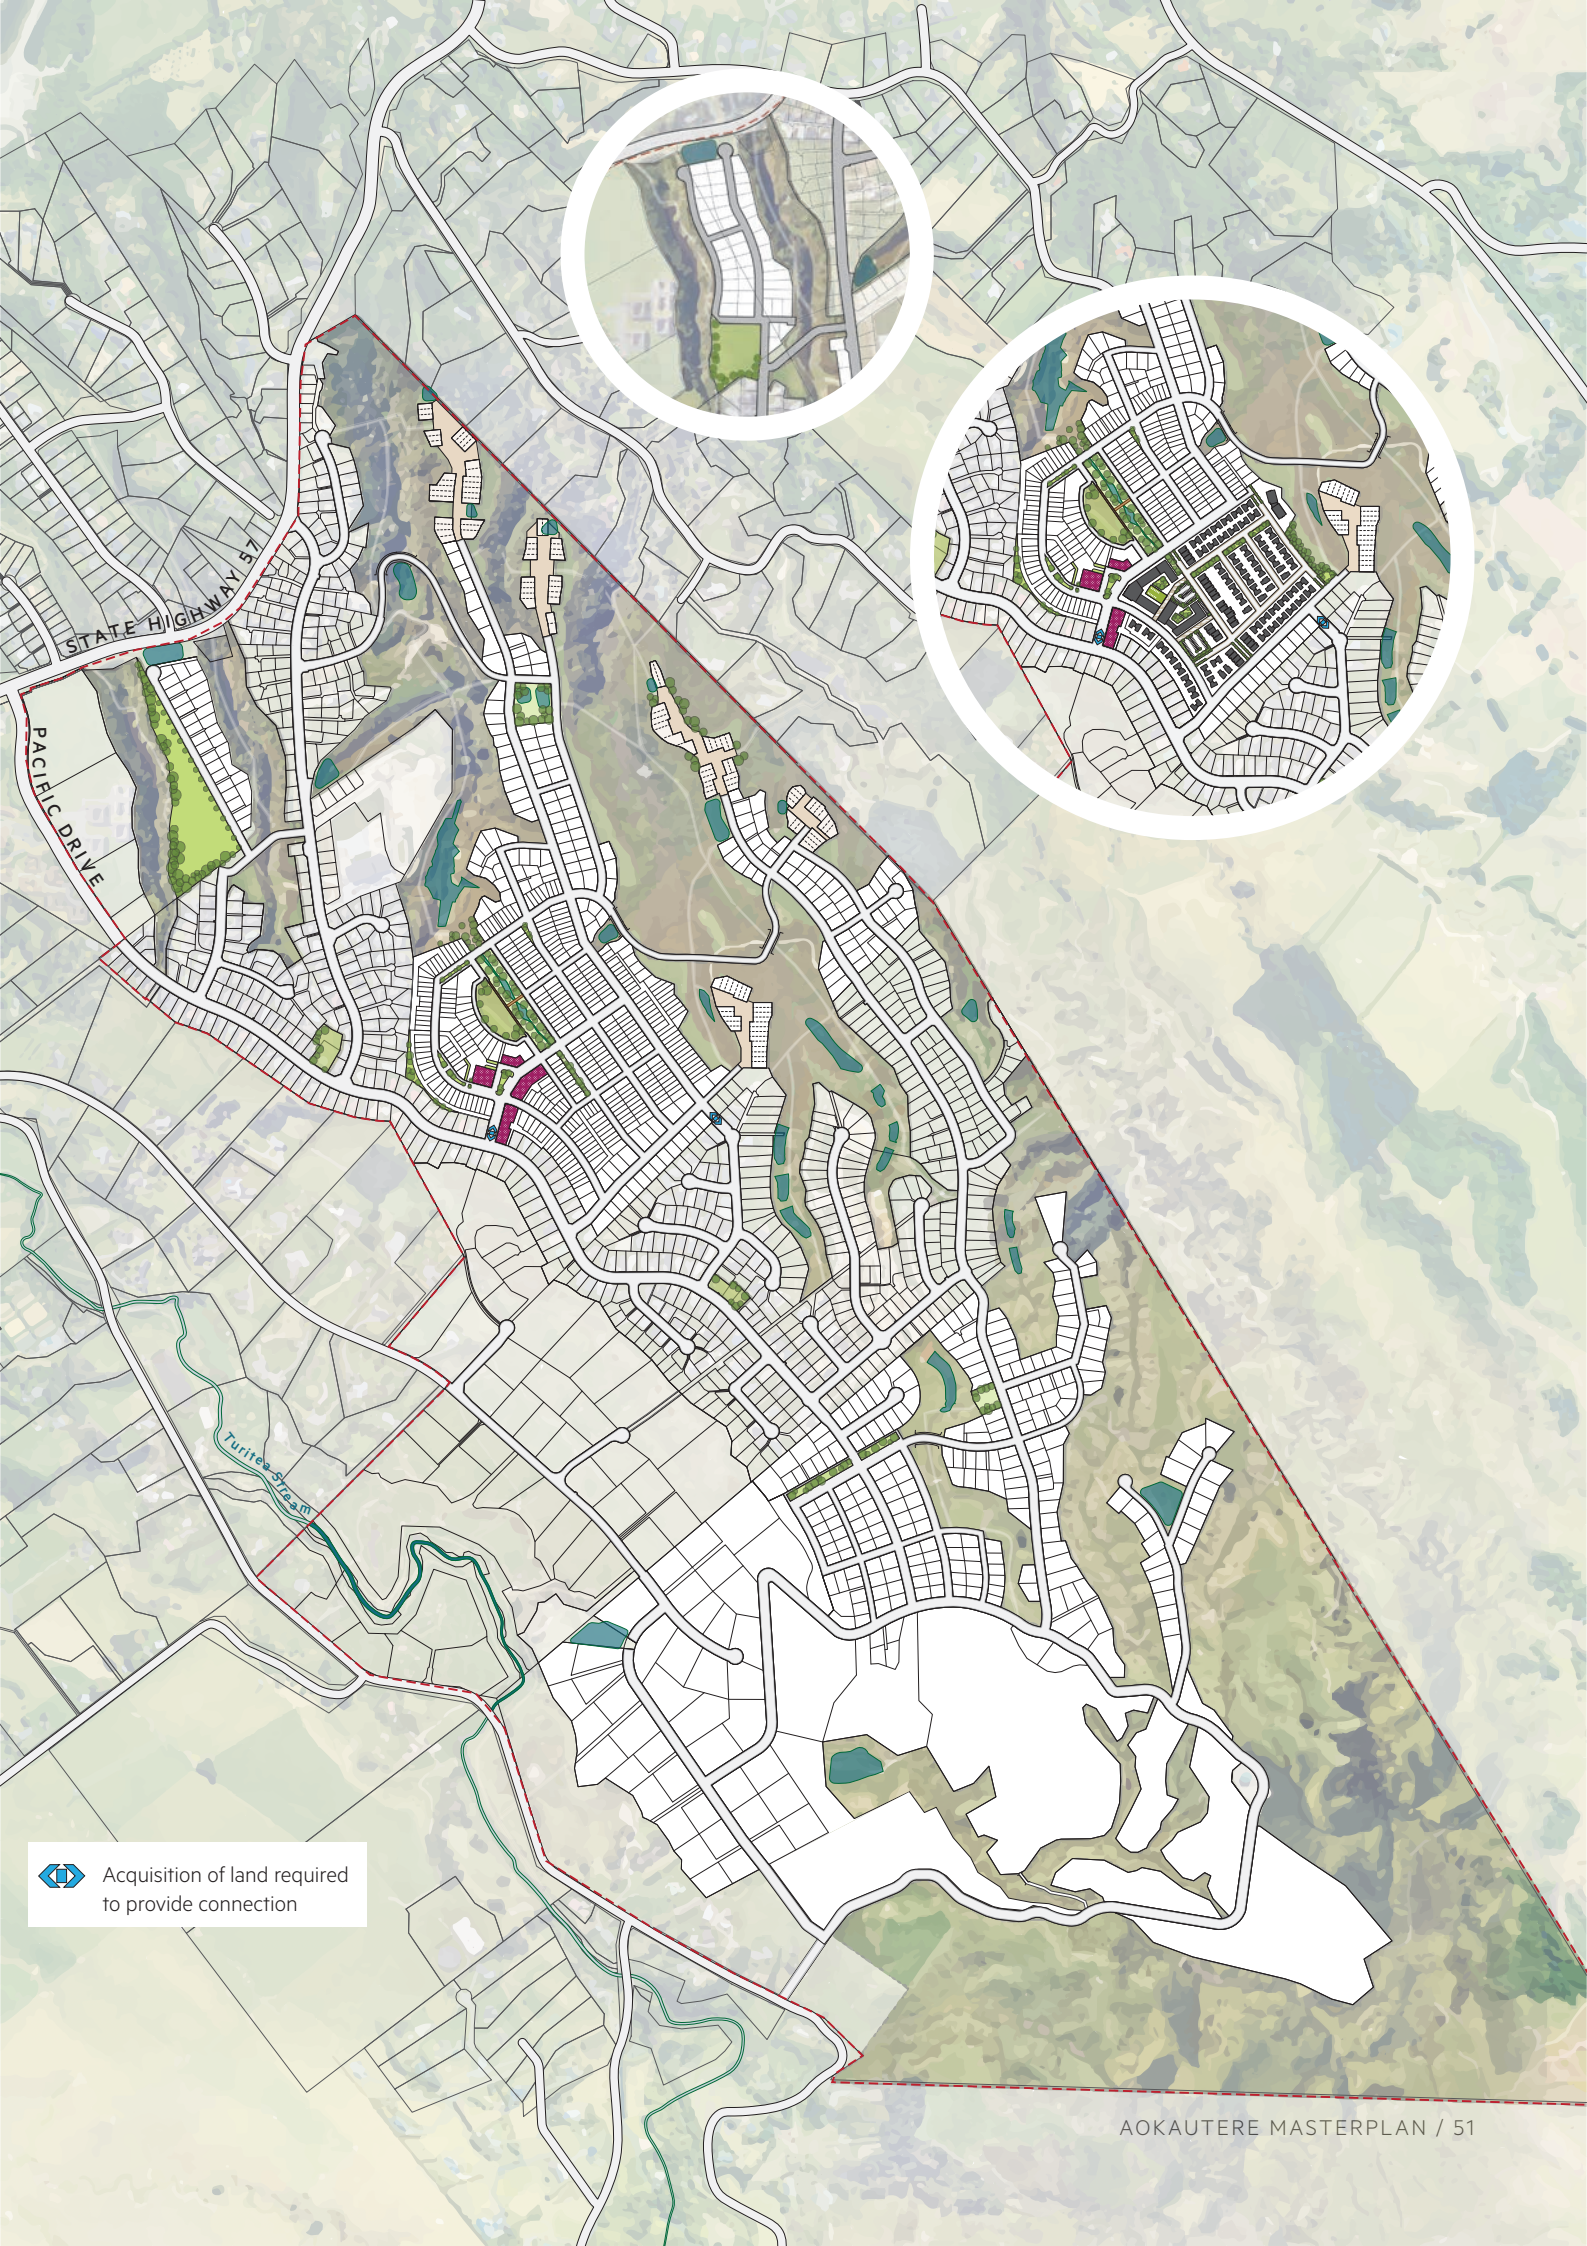 STATE HIGHWAY 57
PACIFIC DRIVE
Turitea Stream
Acquisition of land required
to provide connection
AOKAUTERE MASTERPLAN / 51